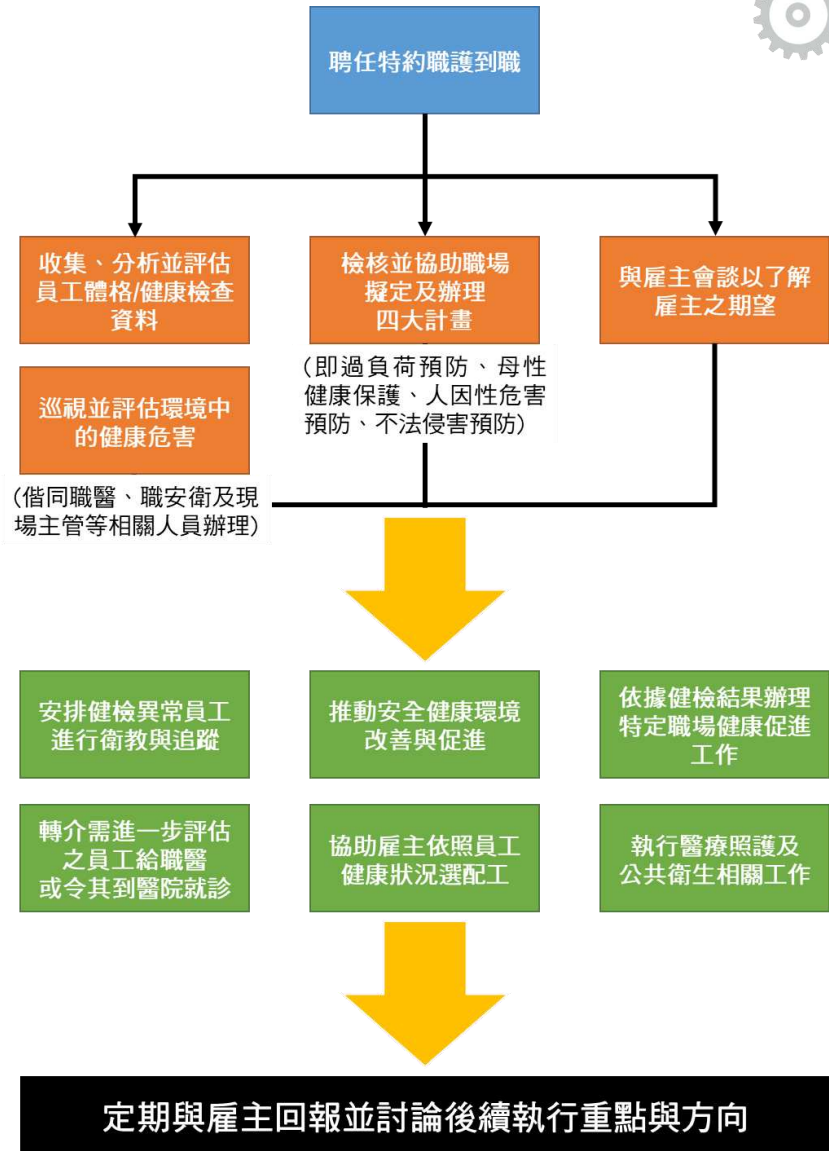 聘任特約職護到職
收集、分析並評估
員工體格/健康檢查
資料
檢核並協助職場
擬定及辦理
四大計畫
與雇主會談以了解
雇主之期望
(即過負荷預防、母性
健康保護、人因性危害
預防、不法侵害預防)
巡視並評估環境中
的健康危害
(偕同職醫、職安衛及現
場主管等相關人員辦理)
安排健檢異常員工
進行衛教與追蹤
推動安全健康環境
改善與促進
依據健檢結果辦理
特定職場健康促進
工作
轉介需進一步評估
之員工給職醫
或令其到醫院就診
協助雇主依照員工
健康狀況選配工
執行醫療照護及
公共衛生相關工作
定期與雇主回報並討論後續執行重點與方向